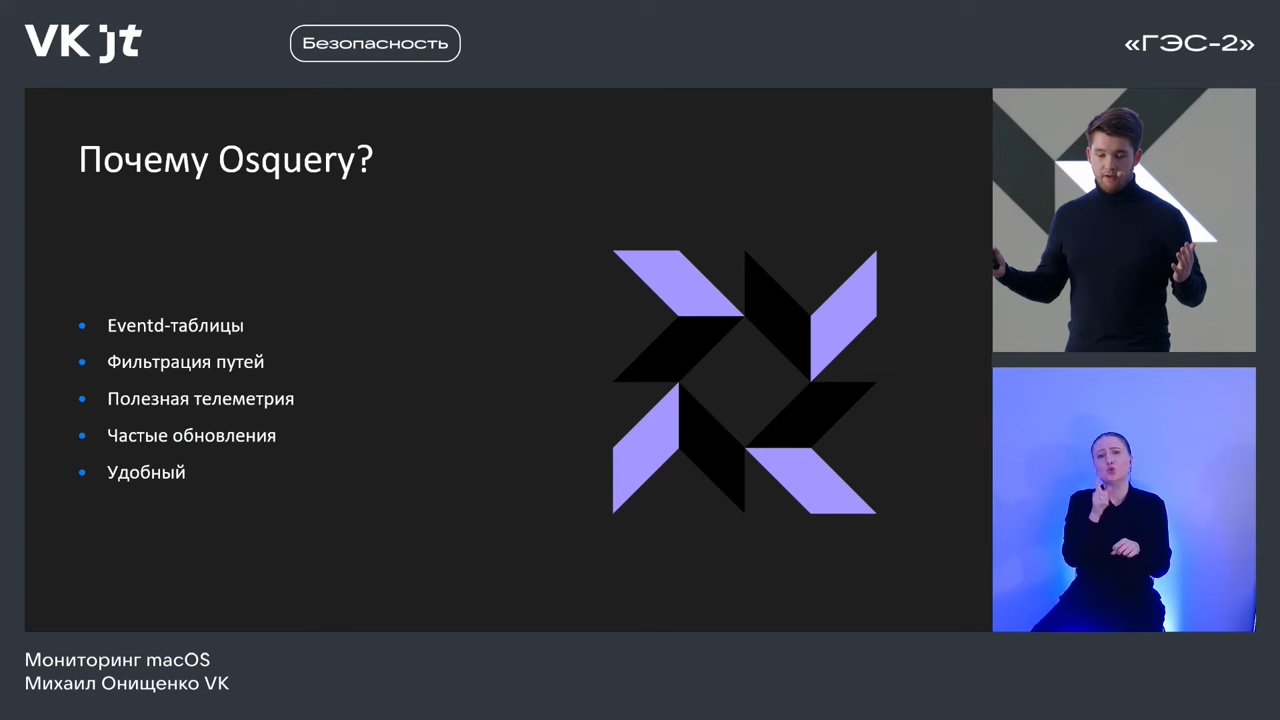 VK jt
Безопасность
«ГЭС-2»
Почему Osquery?
Eventd-таблицы
Фильтрация путей
Полезная телеметрия
Частые обновления
Удобный
Мониторинг macOS
Михаил Онищенко VK